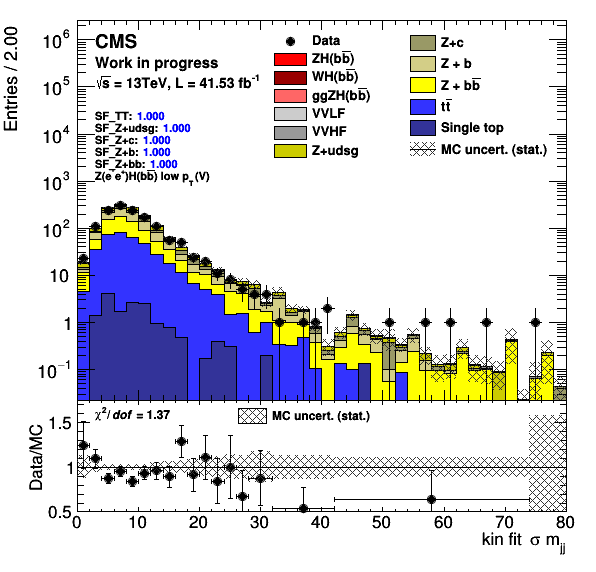 CMS
Work in progress
√s = 13TeV, L = 41.53 fb⁻¹
SF_TT: 1.000
SF_Z+udsg: 1.000
SF_Z+c: 1.000
SF_Z+b: 1.000
SF_Z+bb: 1.000
Z(e⁻e⁺)H(bb̅) low p_T(V)
Data
ZH(bb̅)
WH(bb̅)
ggZH(bb̅)
VVLF
VVHF
Z+udsg
Z+c
Z + b
Z + bb̅
tt̅
Single top
MC uncert. (stat.)
Entries / 2.00
10⁶
10⁵
10⁴
10³
10²
10
1
10⁻¹
χ²/dof = 1.37
MC uncert. (stat.)
Data/MC
1.5
1
0.5
0 10 20 30 40 50 60 70 80
kin fit σ m_jj